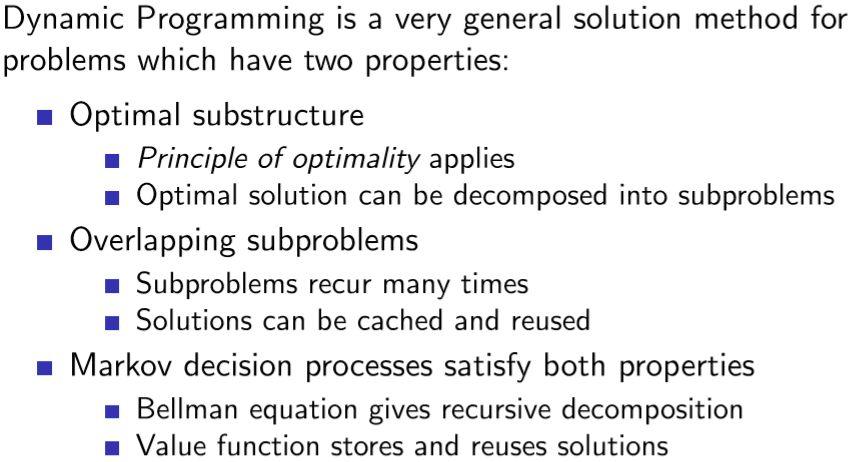 Dynamic Programming is a very general solution method for
problems which have two properties:
Optimal substructure
Principle of optimality applies
Optimal solution can be decomposed into subproblems
Overlapping subproblems
Subproblems recur many times
Solutions can be cached and reused
Markov decision processes satisfy both properties
Bellman equation gives recursive decomposition
Value function stores and reuses solutions